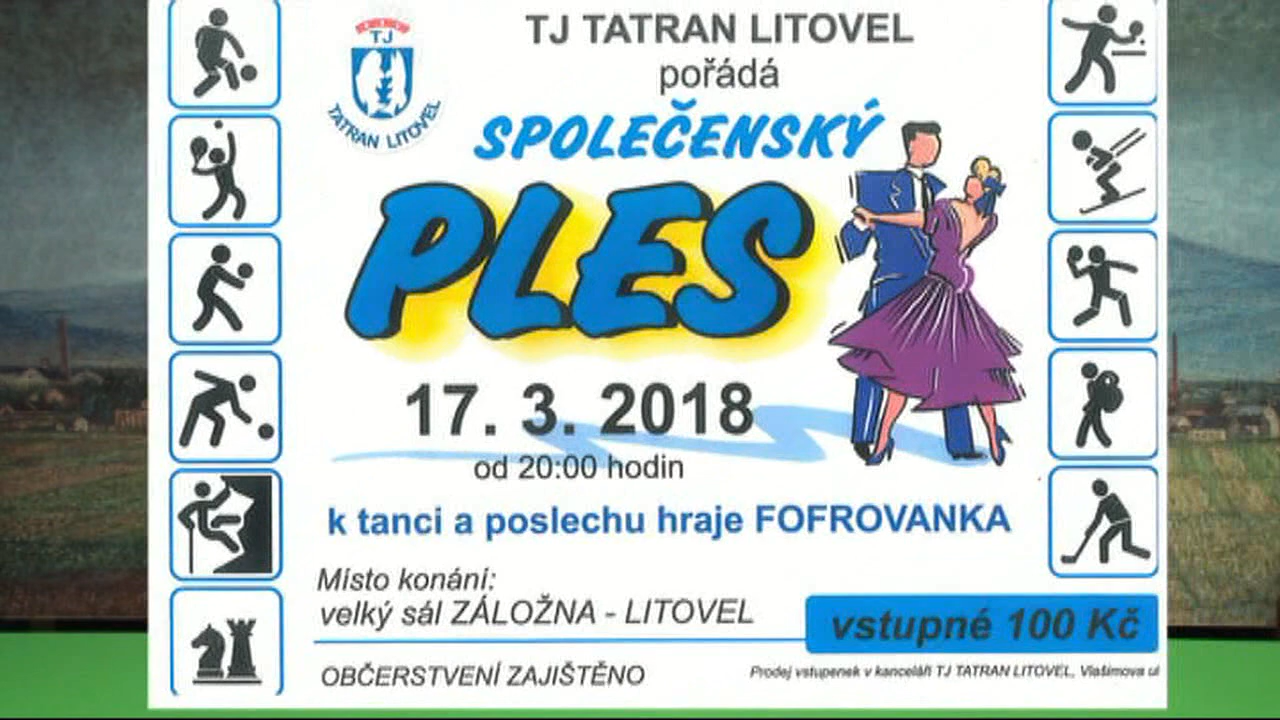 TJ TATRAN LITOVEL
pořádá
TJ
TATRAN LITOVEL
SPOLEČENSKÝ
PLES
17. 3. 2018
od 20:00 hodin
k tanci a poslechu hraje FOFROVANKA
Místo konání:
velký sál ZÁLOŽNA - LITOVEL
vstupné 100 Kč
OBČERSTVENÍ ZAJIŠTĚNO
Prodej vstupenek v kanceláři TJ TATRAN LITOVEL, Vlašímova ul